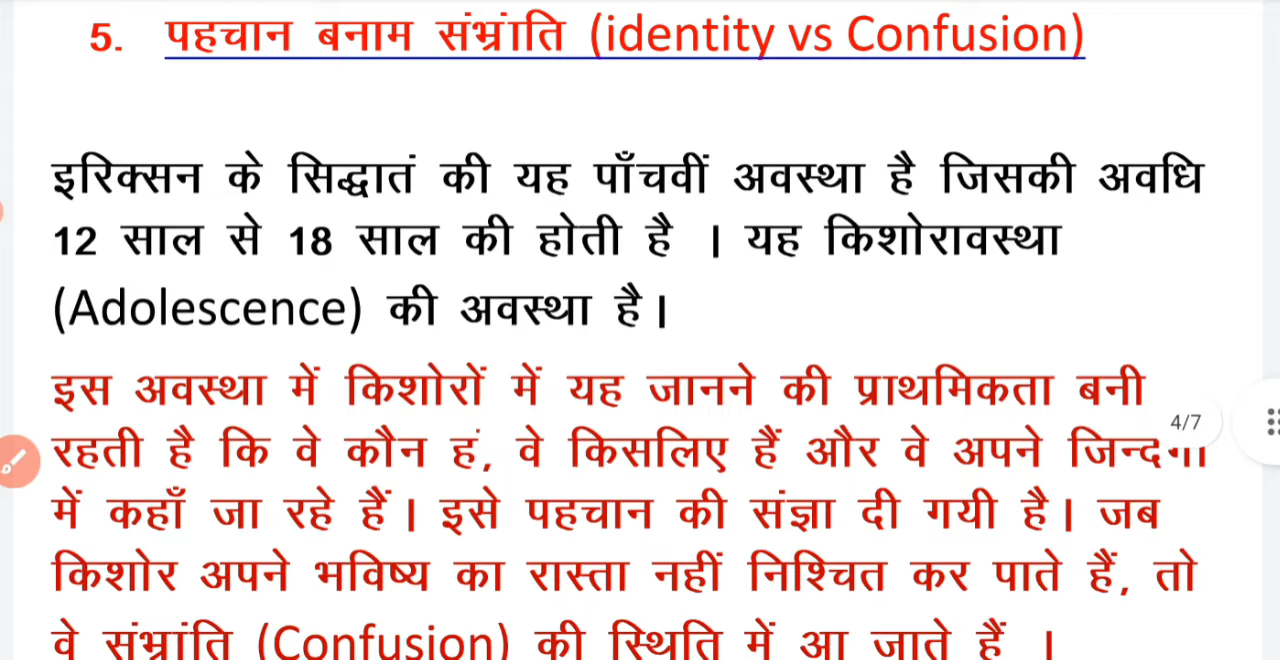 5. पहचान बनाम संभ्रांति (identity vs Confusion)
इरिक्सन के सिद्धातं की यह पाँचवीं अवस्था है जिसकी अवधि
12 साल से 18 साल की होती है । यह किशोरावस्था
(Adolescence) की अवस्था है।
इस अवस्था में किशोरों में यह जानने की प्राथमिकता बनी
रहती है कि वे कौन हं, वे किसलिए हैं और वे अपने जिन्दगी
4/7
में कहाँ जा रहे हैं। इसे पहचान की संज्ञा दी गयी है। जब
किशोर अपने भविष्य का रास्ता नहीं निश्चित कर पाते हैं, तो
वे संभ्रांति (Confusion) की स्थिति में आ जाते हैं ।